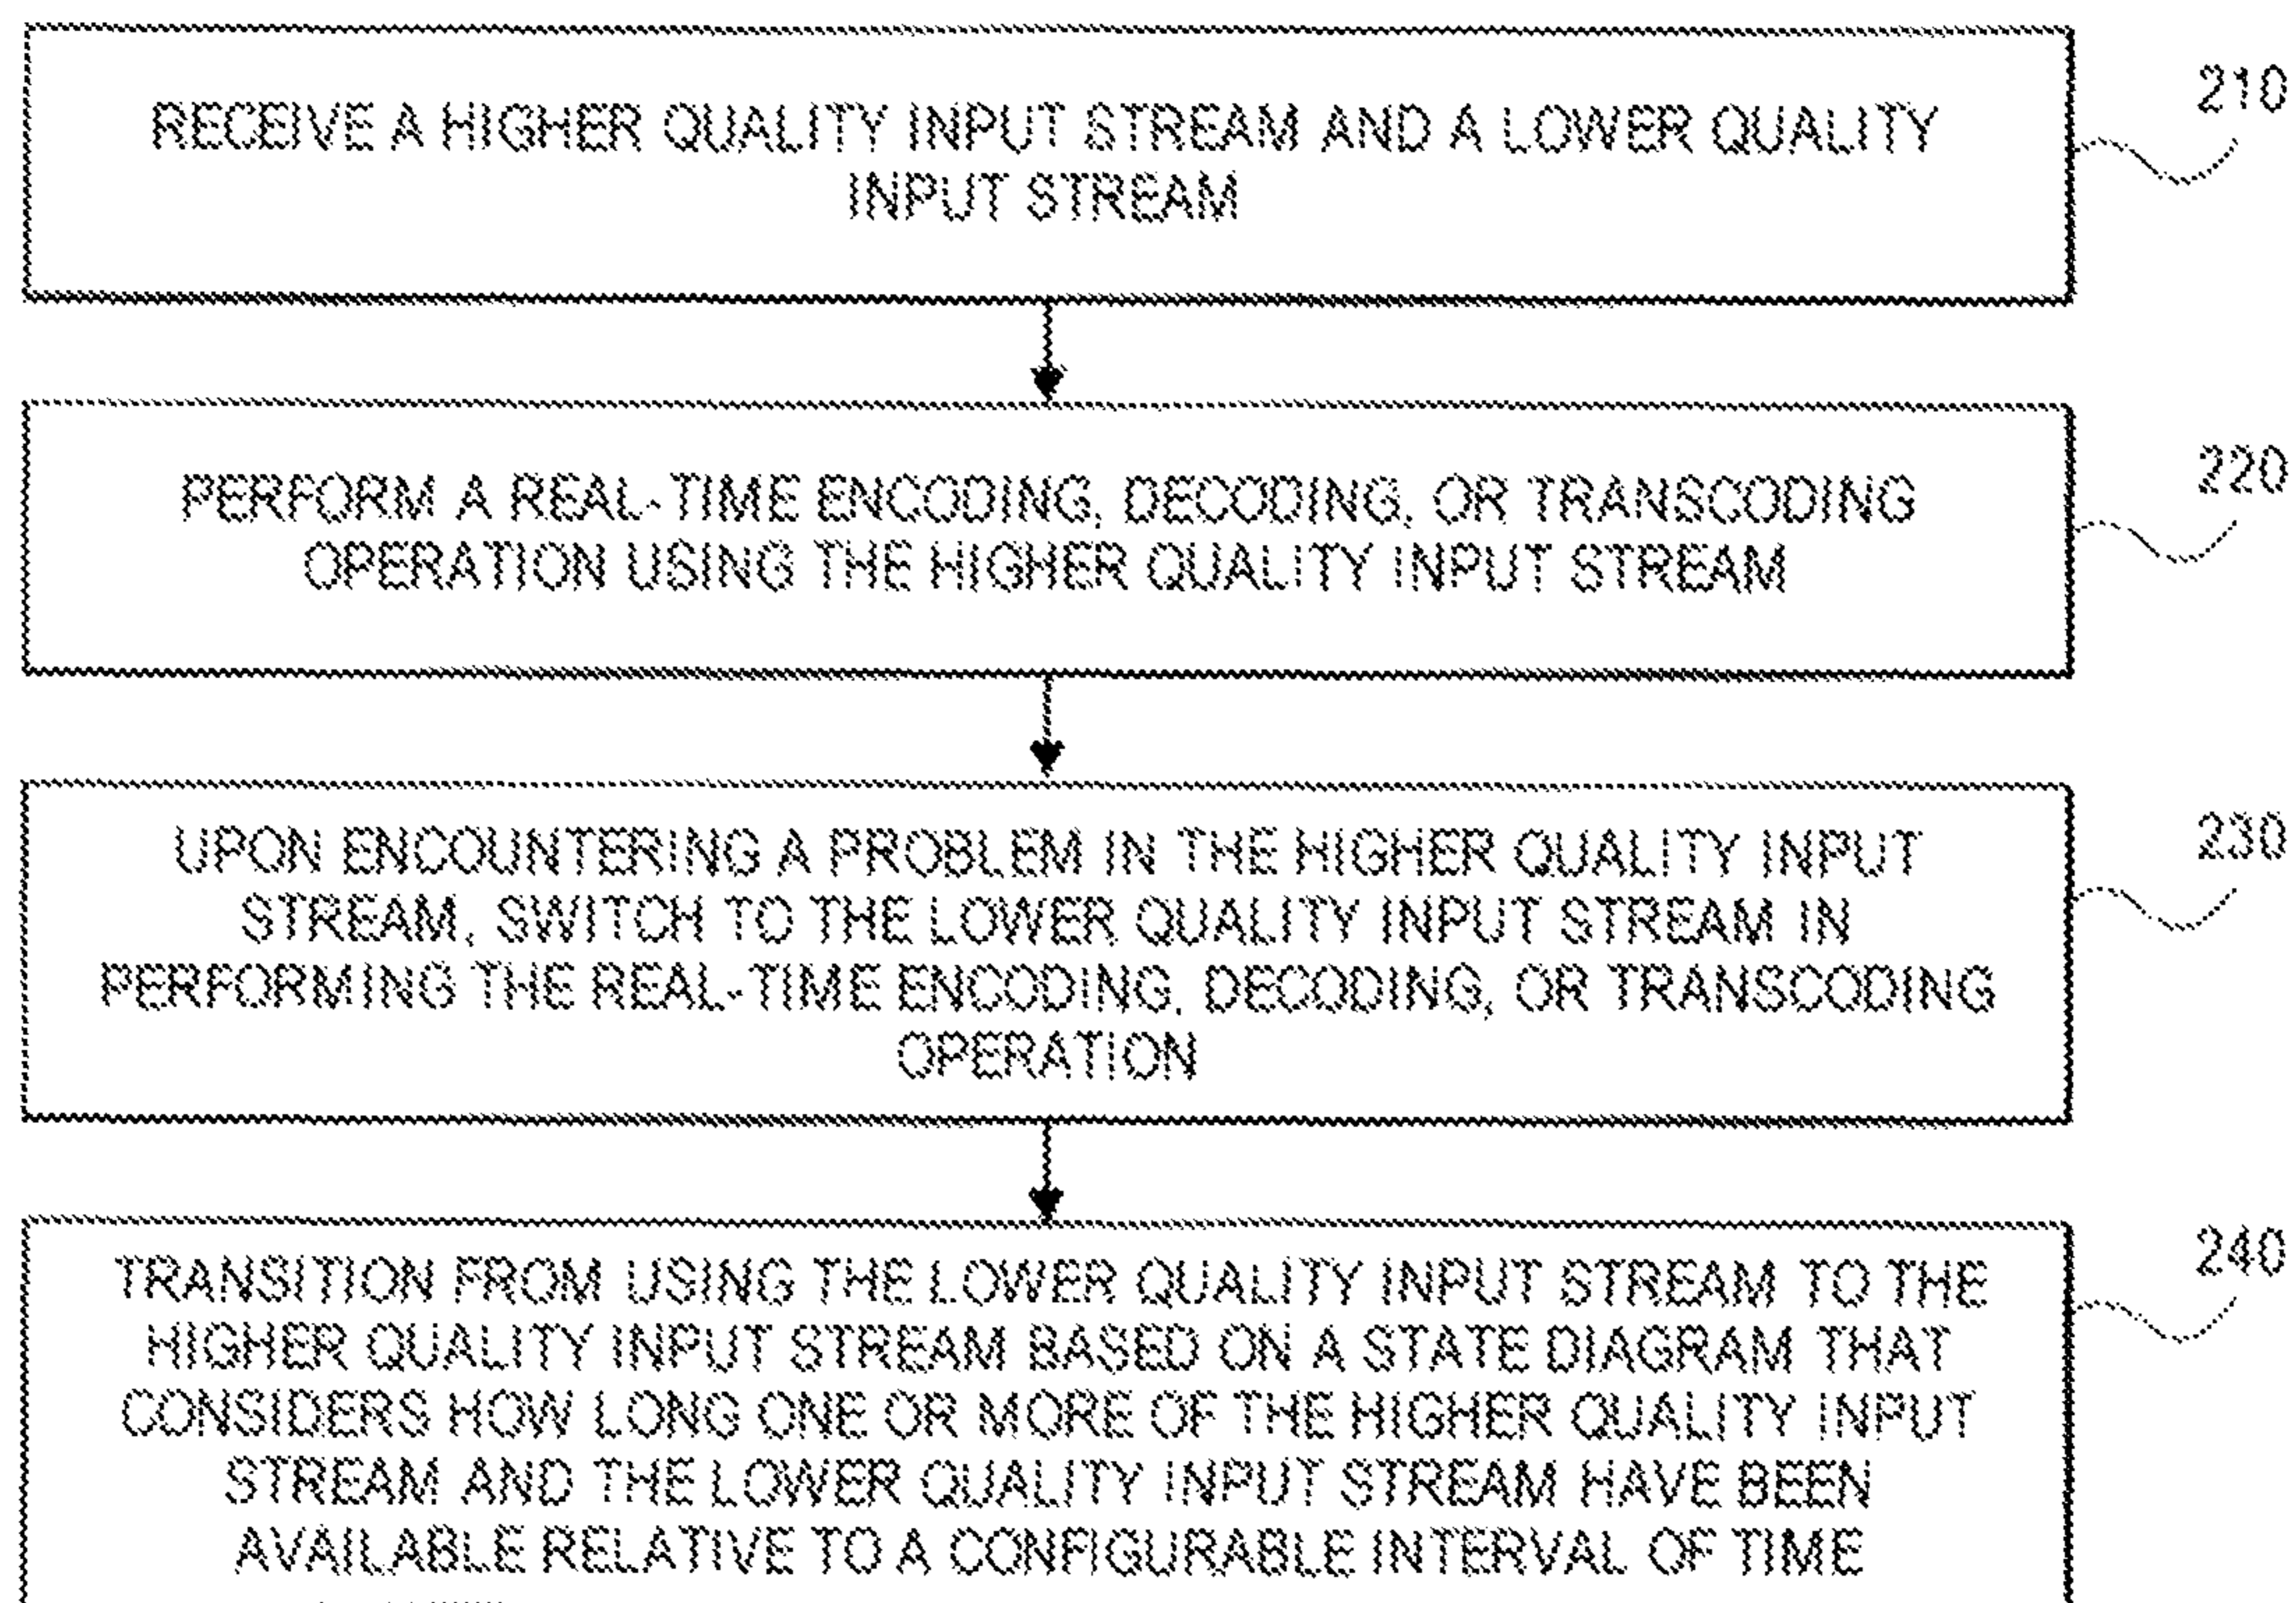 RECEIVE A HIGHER QUALITY INPUT STREAM AND A LOWER QUALITY
INPUT STREAM
210
PERFORM A REAL-TIME ENCODING, DECODING, OR TRANSCODING
OPERATION USING THE HIGHER QUALITY INPUT STREAM
220
UPON ENCOUNTERING A PROBLEM IN THE HIGHER QUALITY INPUT
STREAM, SWITCH TO THE LOWER QUALITY INPUT STREAM IN
PERFORMING THE REAL-TIME ENCODING, DECODING, OR TRANSCODING
OPERATION
230
TRANSITION FROM USING THE LOWER QUALITY INPUT STREAM TO THE
HIGHER QUALITY INPUT STREAM BASED ON A STATE DIAGRAM THAT
CONSIDERS HOW LONG ONE OR MORE OF THE HIGHER QUALITY INPUT
STREAM AND THE LOWER QUALITY INPUT STREAM HAVE BEEN
AVAILABLE RELATIVE TO A CONFIGURABLE INTERVAL OF TIME
240